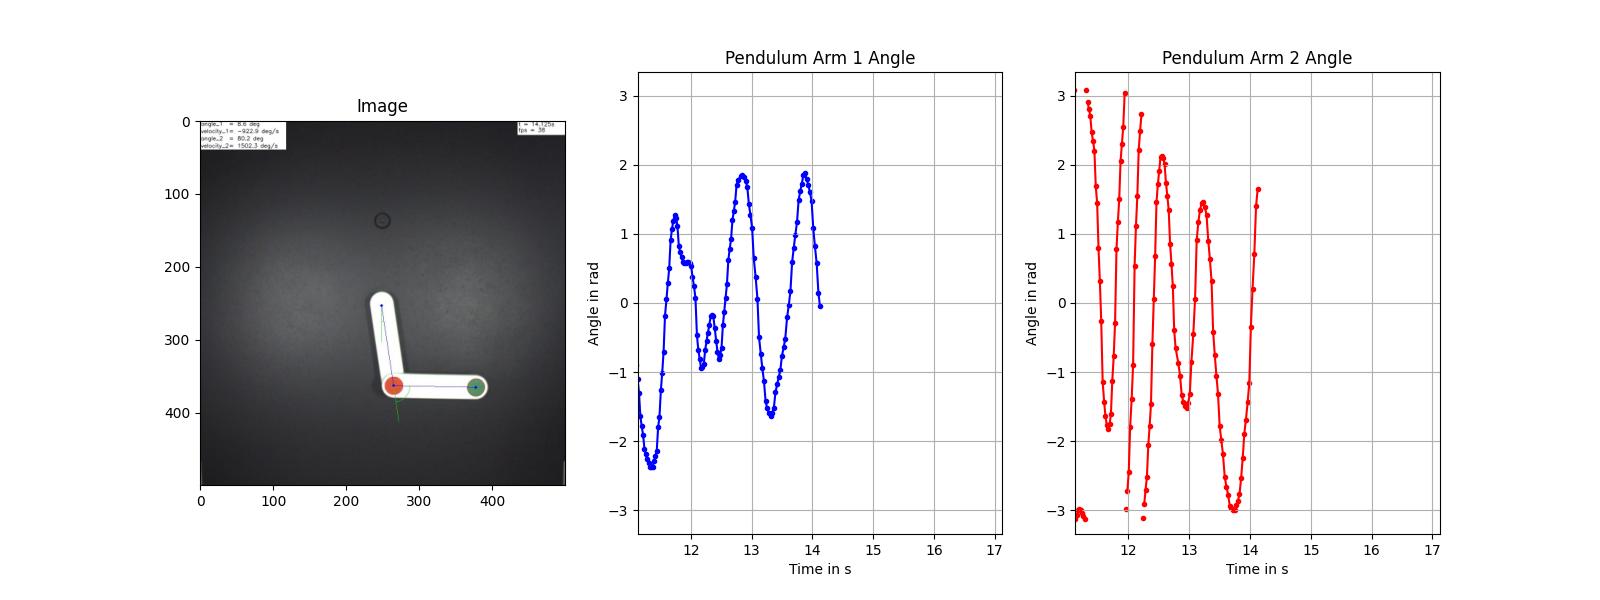 Image
Pendulum Arm 1 Angle
Pendulum Arm 2 Angle
angle_1 = 8.6 deg
velocity_1= -922.9 deg/s
angle_2 = 80.2 deg
velocity_2= 1502.3 deg/s
t = 14.125s
fps = 38
0
100
200
300
400
0 100 200 300 400
Angle in rad
3
2
1
0
−1
−2
−3
12 13 14 15 16 17
Time in s
Angle in rad
3
2
1
0
−1
−2
−3
12 13 14 15 16 17
Time in s